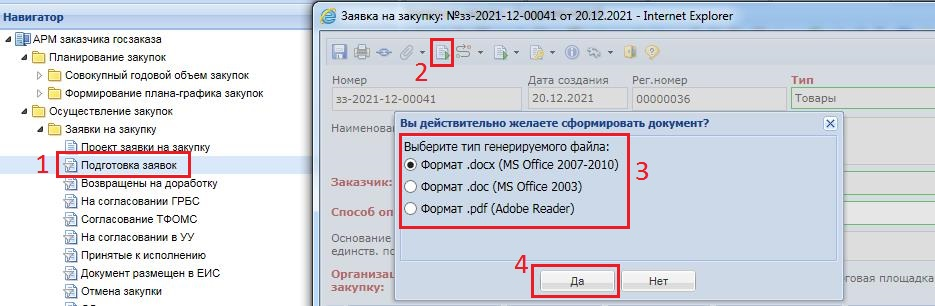 Навигатор
АРМ заказчика госзаказа
Планирование закупок
Совокупный годовой объем закупок
Формирование плана-графика закупок
Осуществление закупок
Заявки на закупку
Проект заявки на закупку
1
Подготовка заявок
Возвращены на доработку
На согласовании ГРБС
Согласование ТФОМС
На согласовании в УУ
Принятые к исполнению
Документ размещен в ЕИС
Отмена закупки
Заявка на закупку: №зз-2021-12-00041 от 20.12.2021 - Internet Explorer
2
Номер Дата создания Рег.номер Тип
зз-2021-12-00041 20.12.2021 00000036 Товары
Вы действительно желаете сформировать документ?
Выберите тип генерируемого файла:
Формат .docx (MS Office 2007-2010)
Формат .doc (MS Office 2003)
Формат .pdf (Adobe Reader)
3
4
Да Нет
Заказчик:
Способ оп
Основание
единств. по
Организац
закупку: